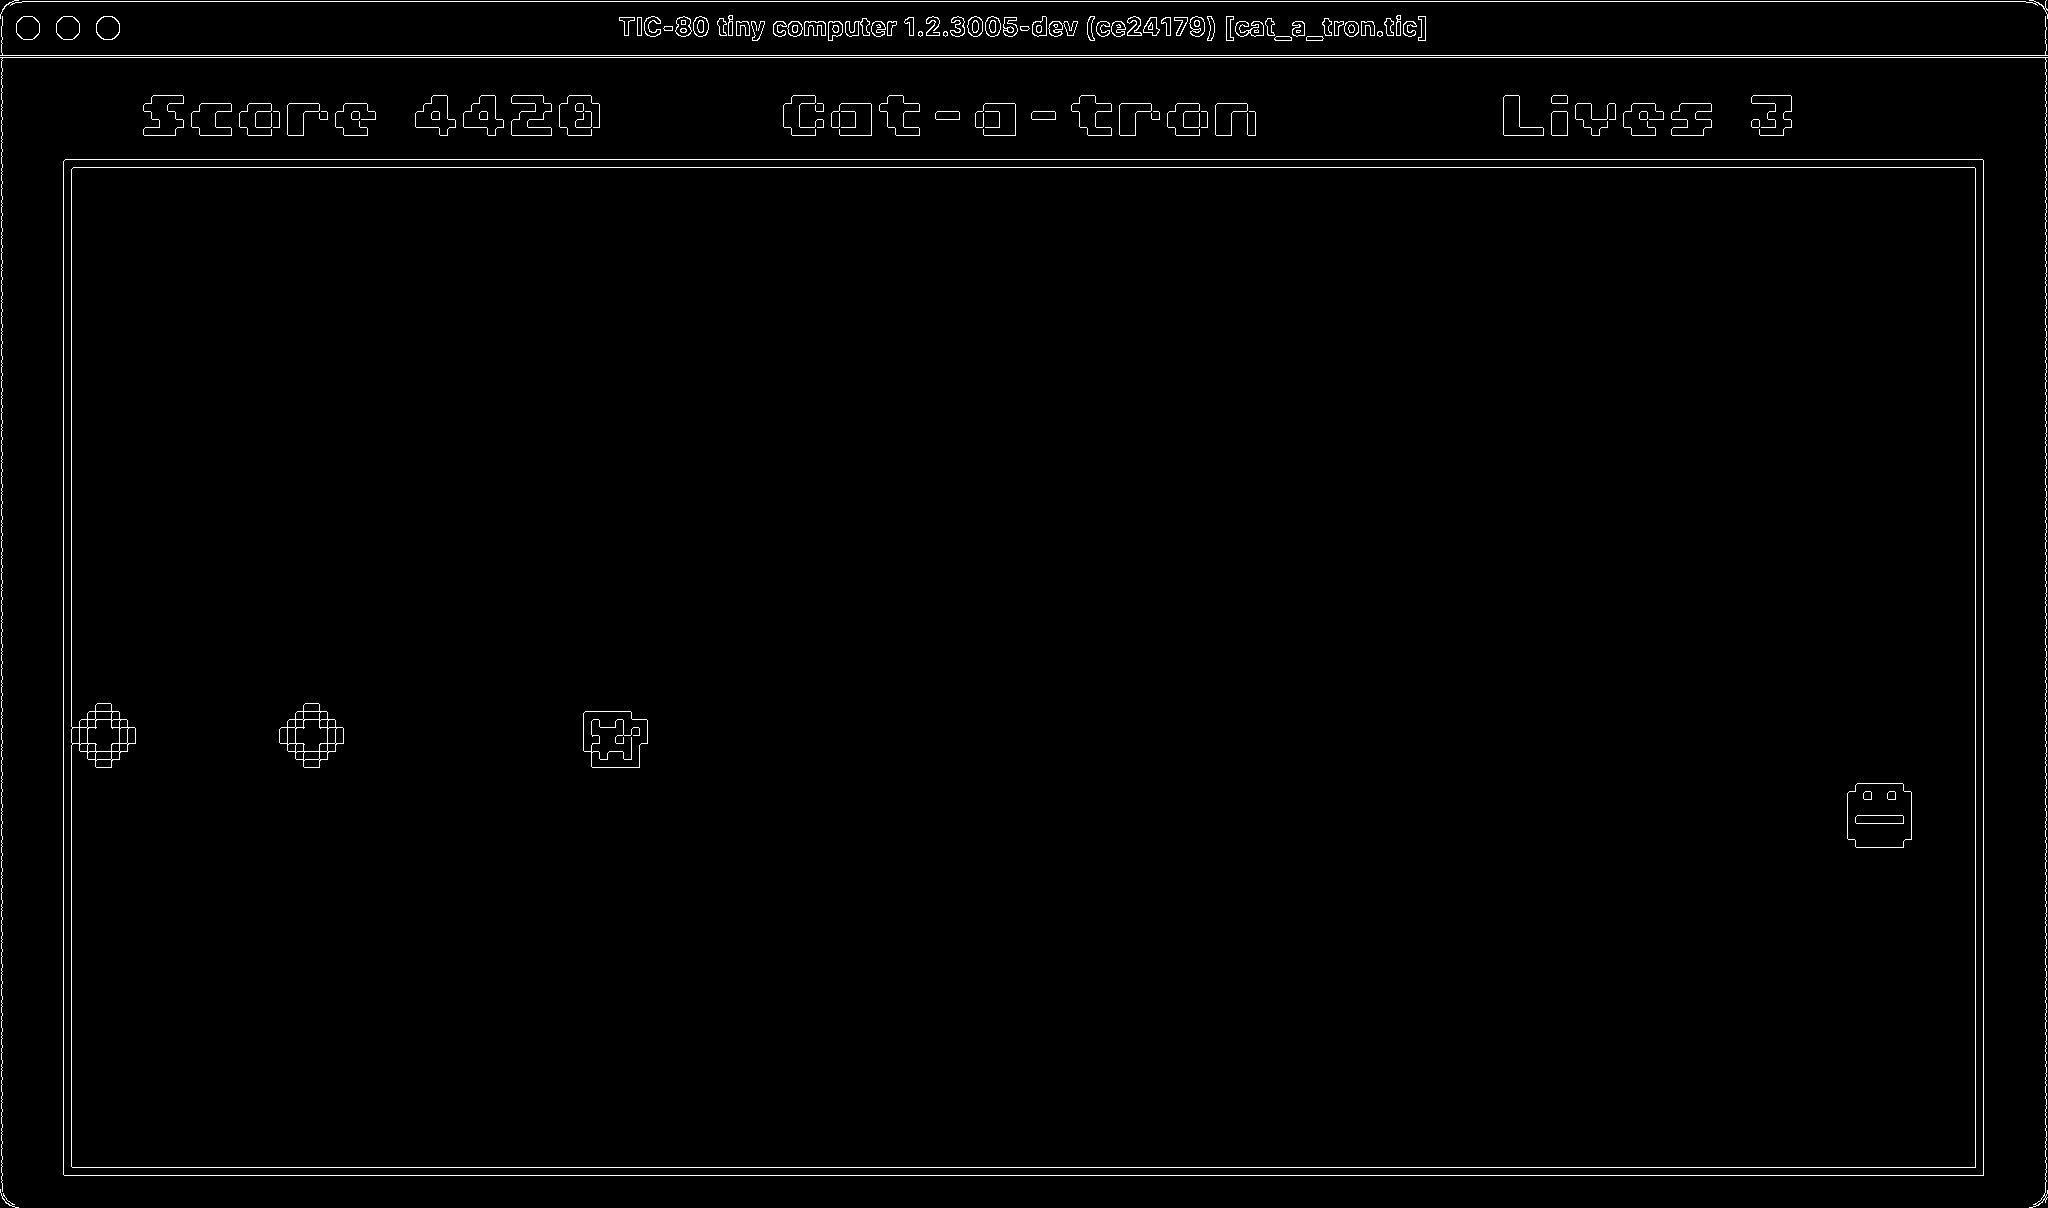 TIC-80 tiny computer 1.2.3005-dev (ce24179) [cat_a_tron.tic]
Score 4420 Cat-a-tron Lives 3